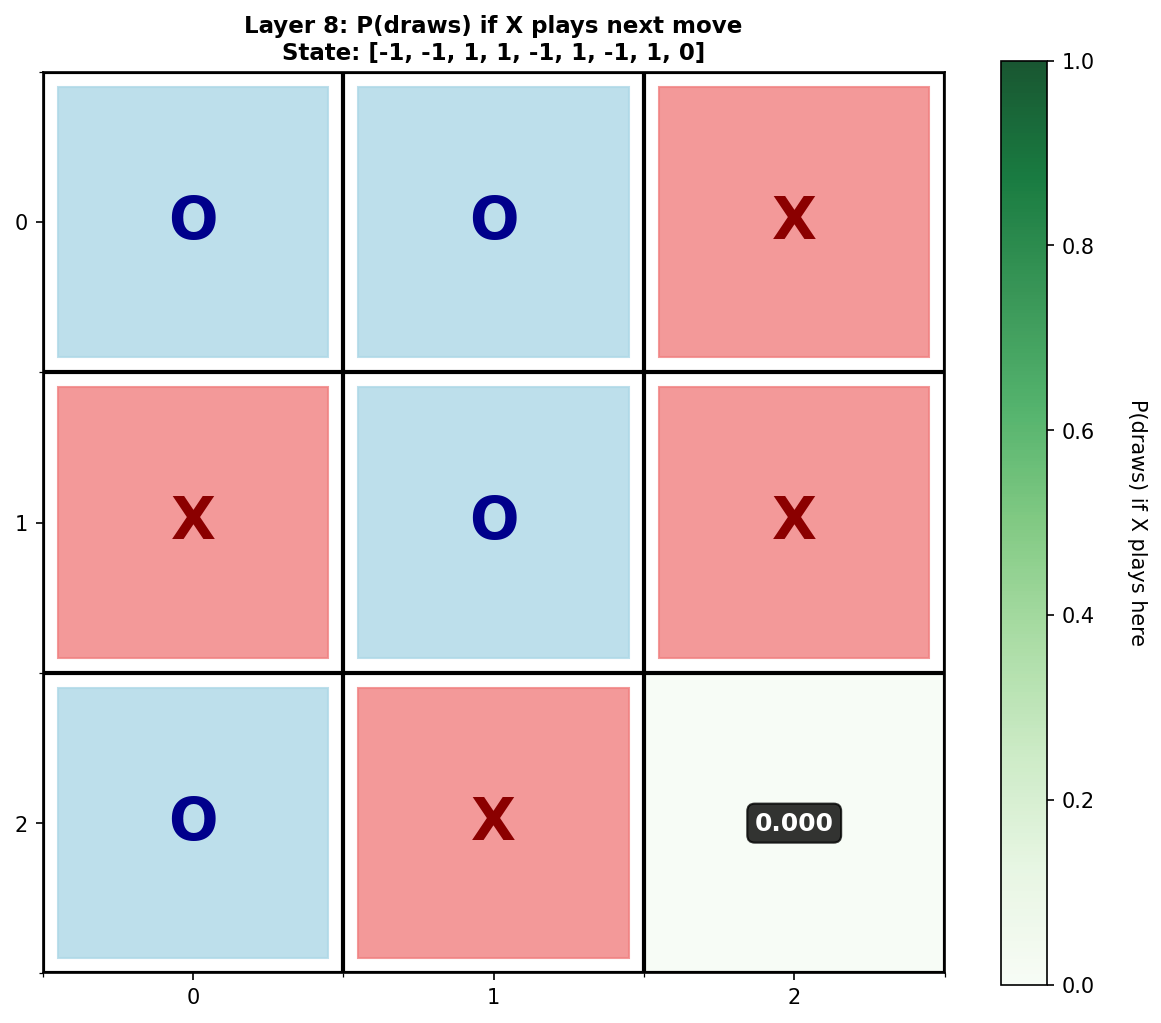 Layer 8: P(draws) if X plays next move
State: [-1, -1, 1, 1, -1, 1, -1, 1, 0]
0
O
O
X
1
X
O
X
2
O
X
0.000
0
1
2
1.0
0.8
0.6
0.4
0.2
0.0
P(draws) if X plays here